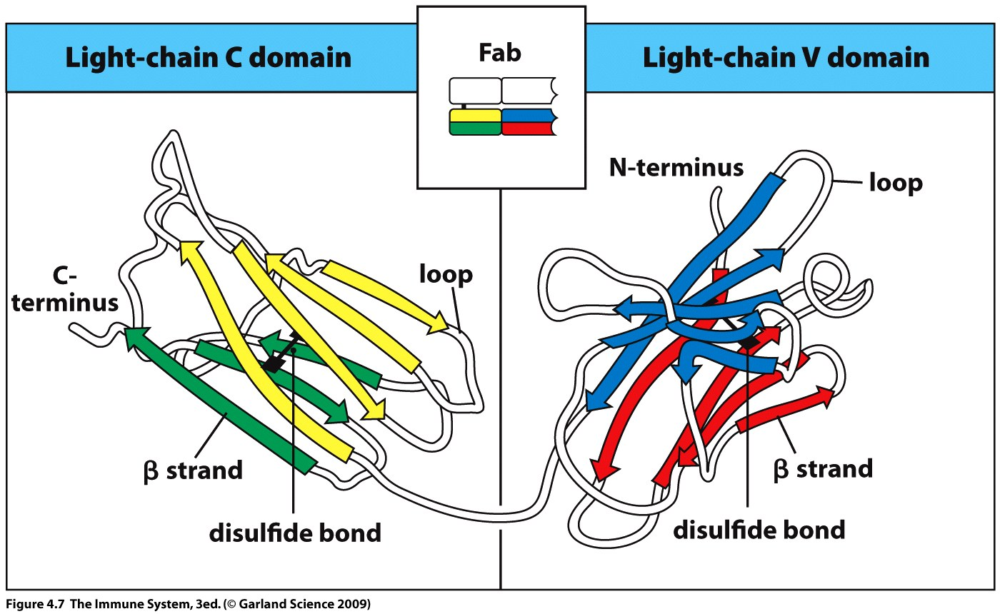 Light-chain C domain
Fab
Light-chain V domain
N-terminus
loop
C-
terminus
loop
β strand
disulfide bond
β strand
disulfide bond
Figure 4.7 The Immune System, 3ed. (© Garland Science 2009)